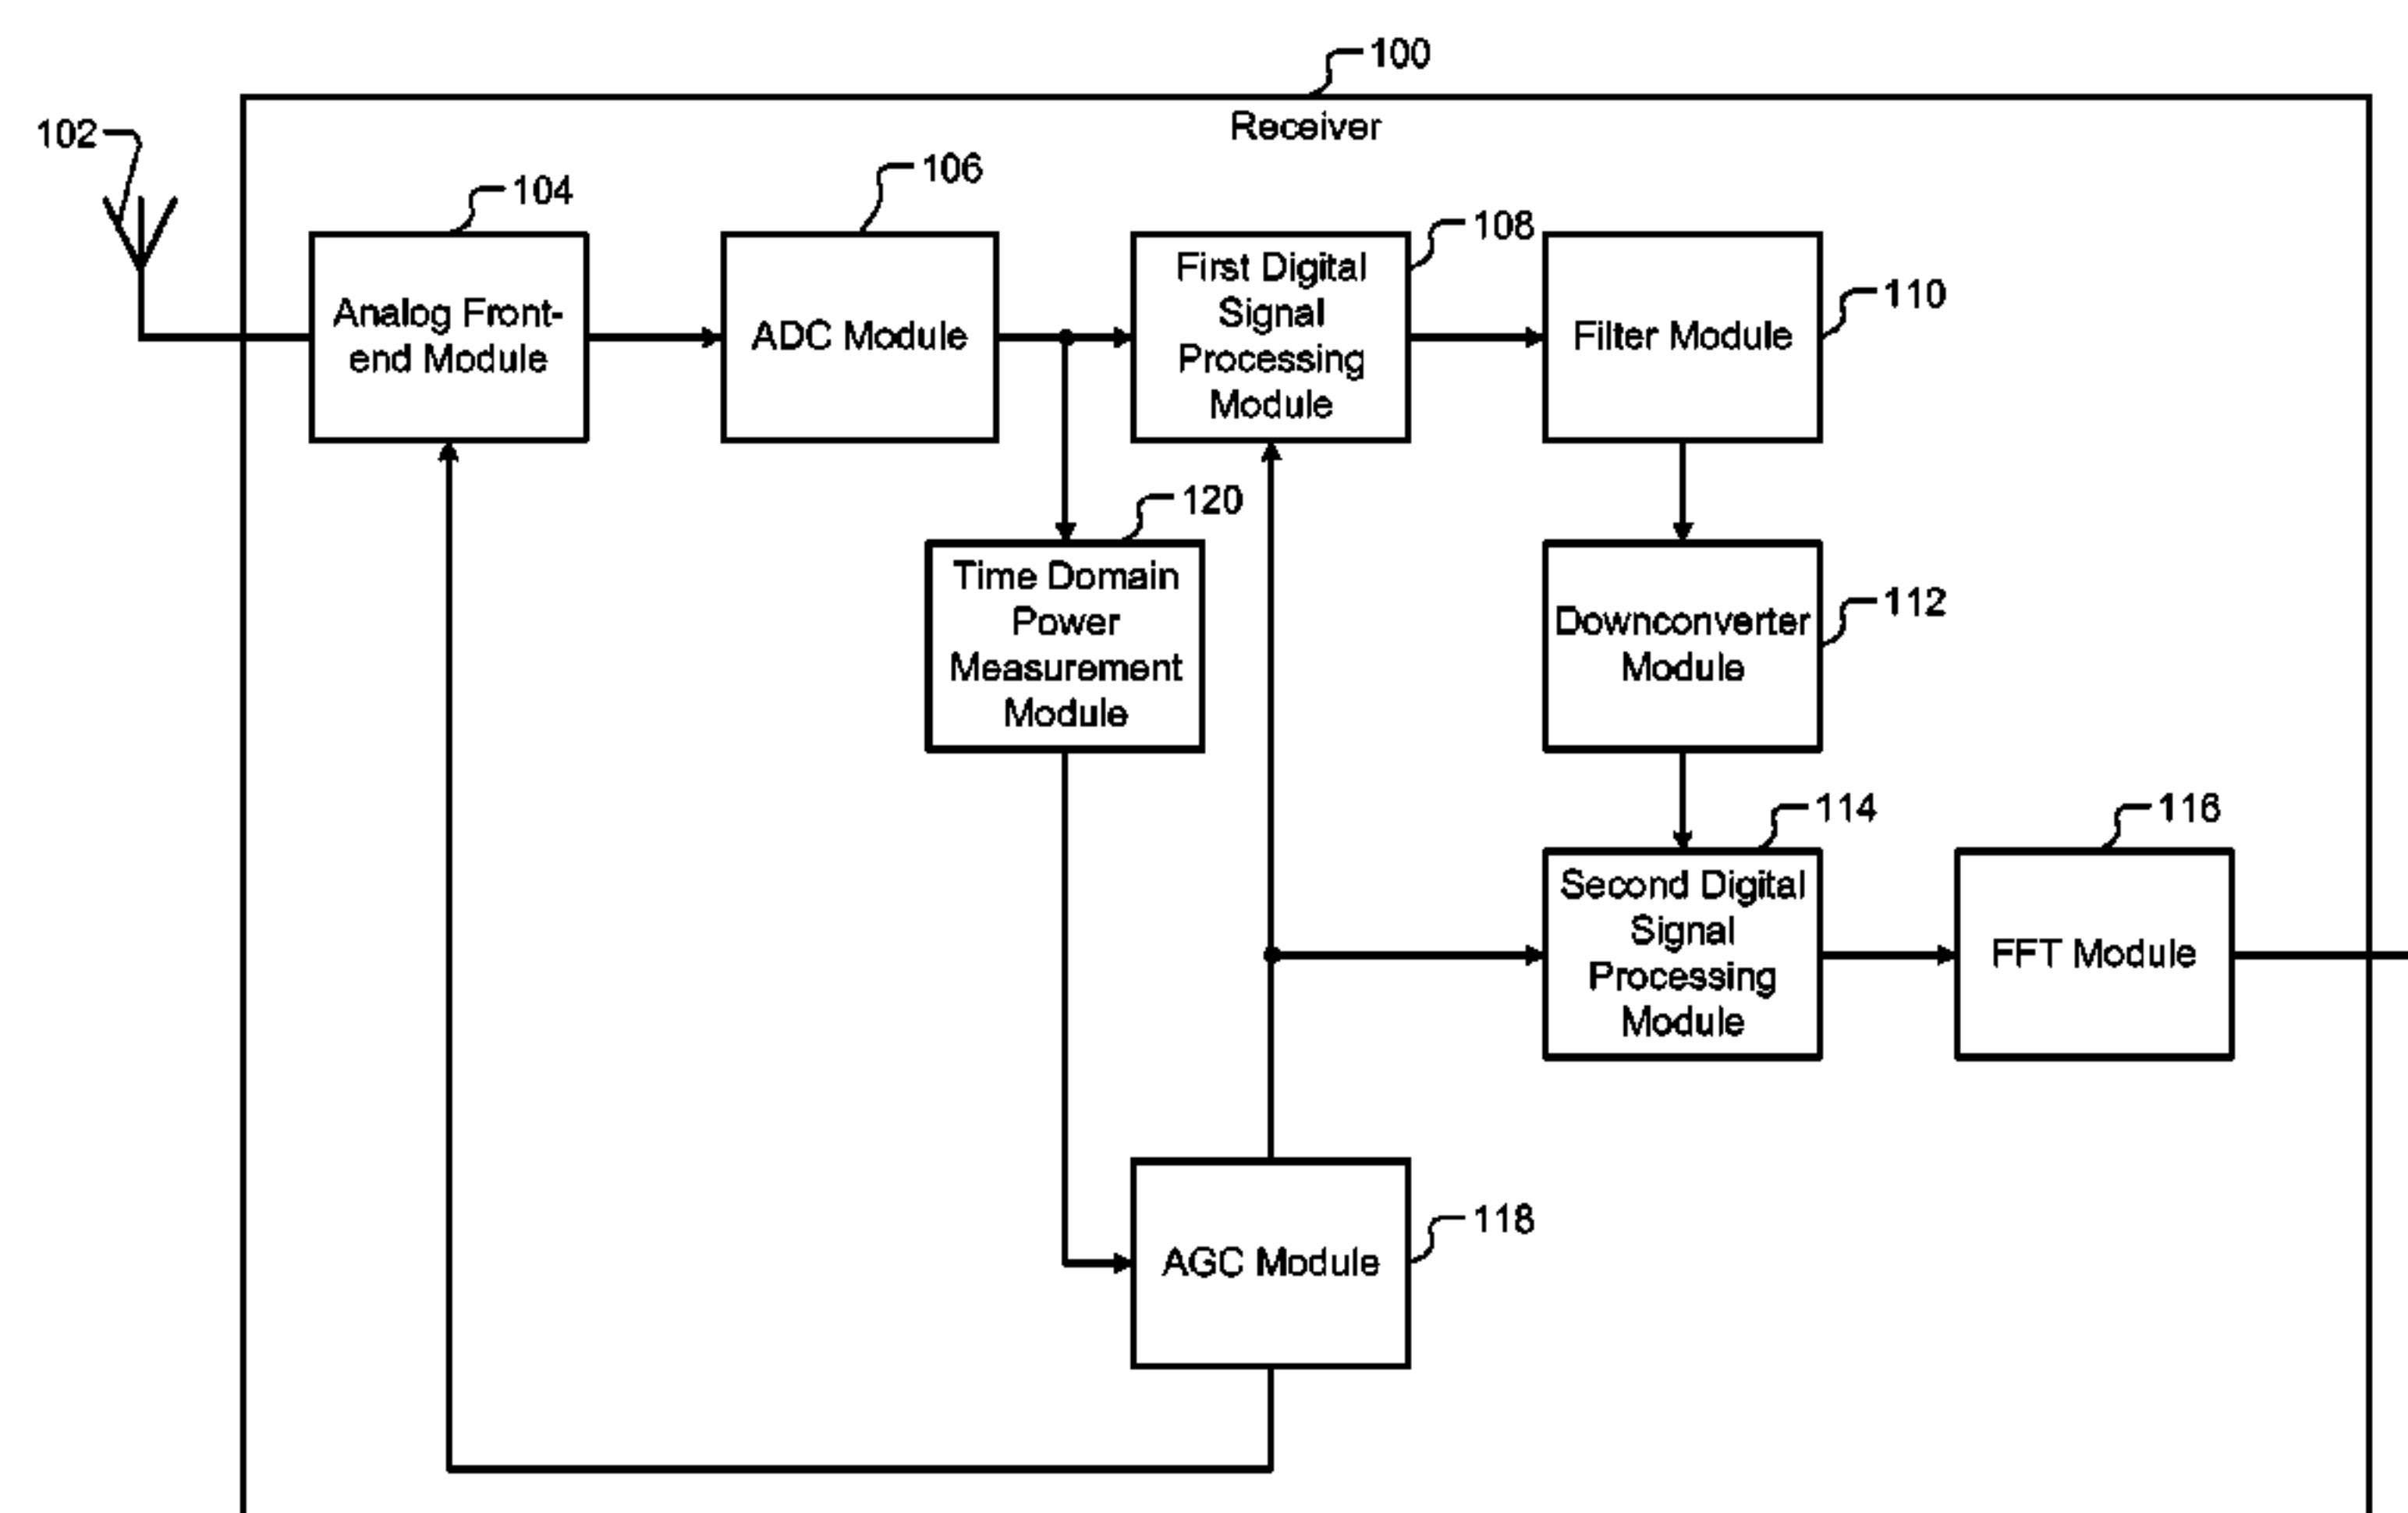 100
Receiver
102
104
106
108
110
Analog Front-
end Module
ADC Module
First Digital
Signal
Processing
Module
Filter Module
120
Time Domain
Power
Measurement
Module
112
Downconverter
Module
114
116
Second Digital
Signal
Processing
Module
FFT Module
118
AGC Module